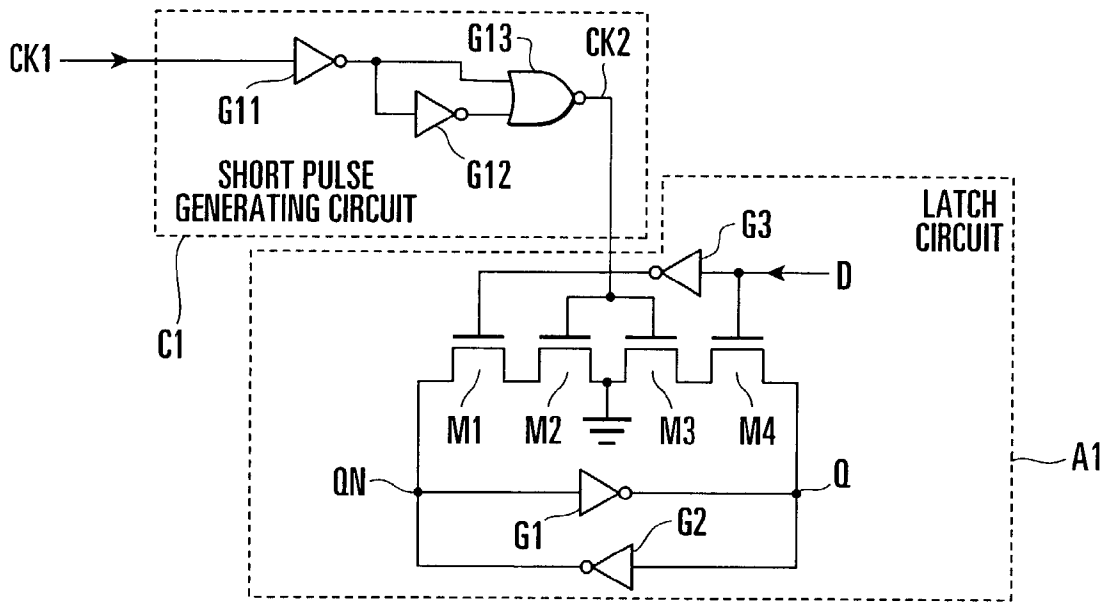 CK1
G11
G12
G13
CK2
SHORT PULSE
GENERATING CIRCUIT
C1
LATCH
CIRCUIT
G3
D
M1
M2
M3
M4
QN
Q
G1
G2
A1